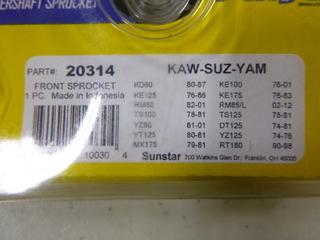 ERSHAFT SPROCKET
PART#: 20314 KAW-SUZ-YAM
FRONT SPROCKET KD80 80-87 KE100 76-01
1 PC. Made in Indonesia KE125 76-86 KE175 76-83
RM80 82-01 RM85/L 02-12
TS100 78-81 TS125 78-81
YZ80 81-01 DT125 74-81
YT125 80-81 YZ125 74-76
MX175 79-81 RT180 90-98
10030 4 Sunstar 700 Watkins Glen Dr. Franklin, OH 45005